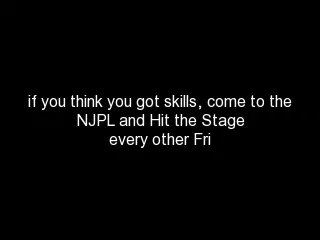 if you think you got skills, come to the
NJPL and Hit the Stage
every other Fri